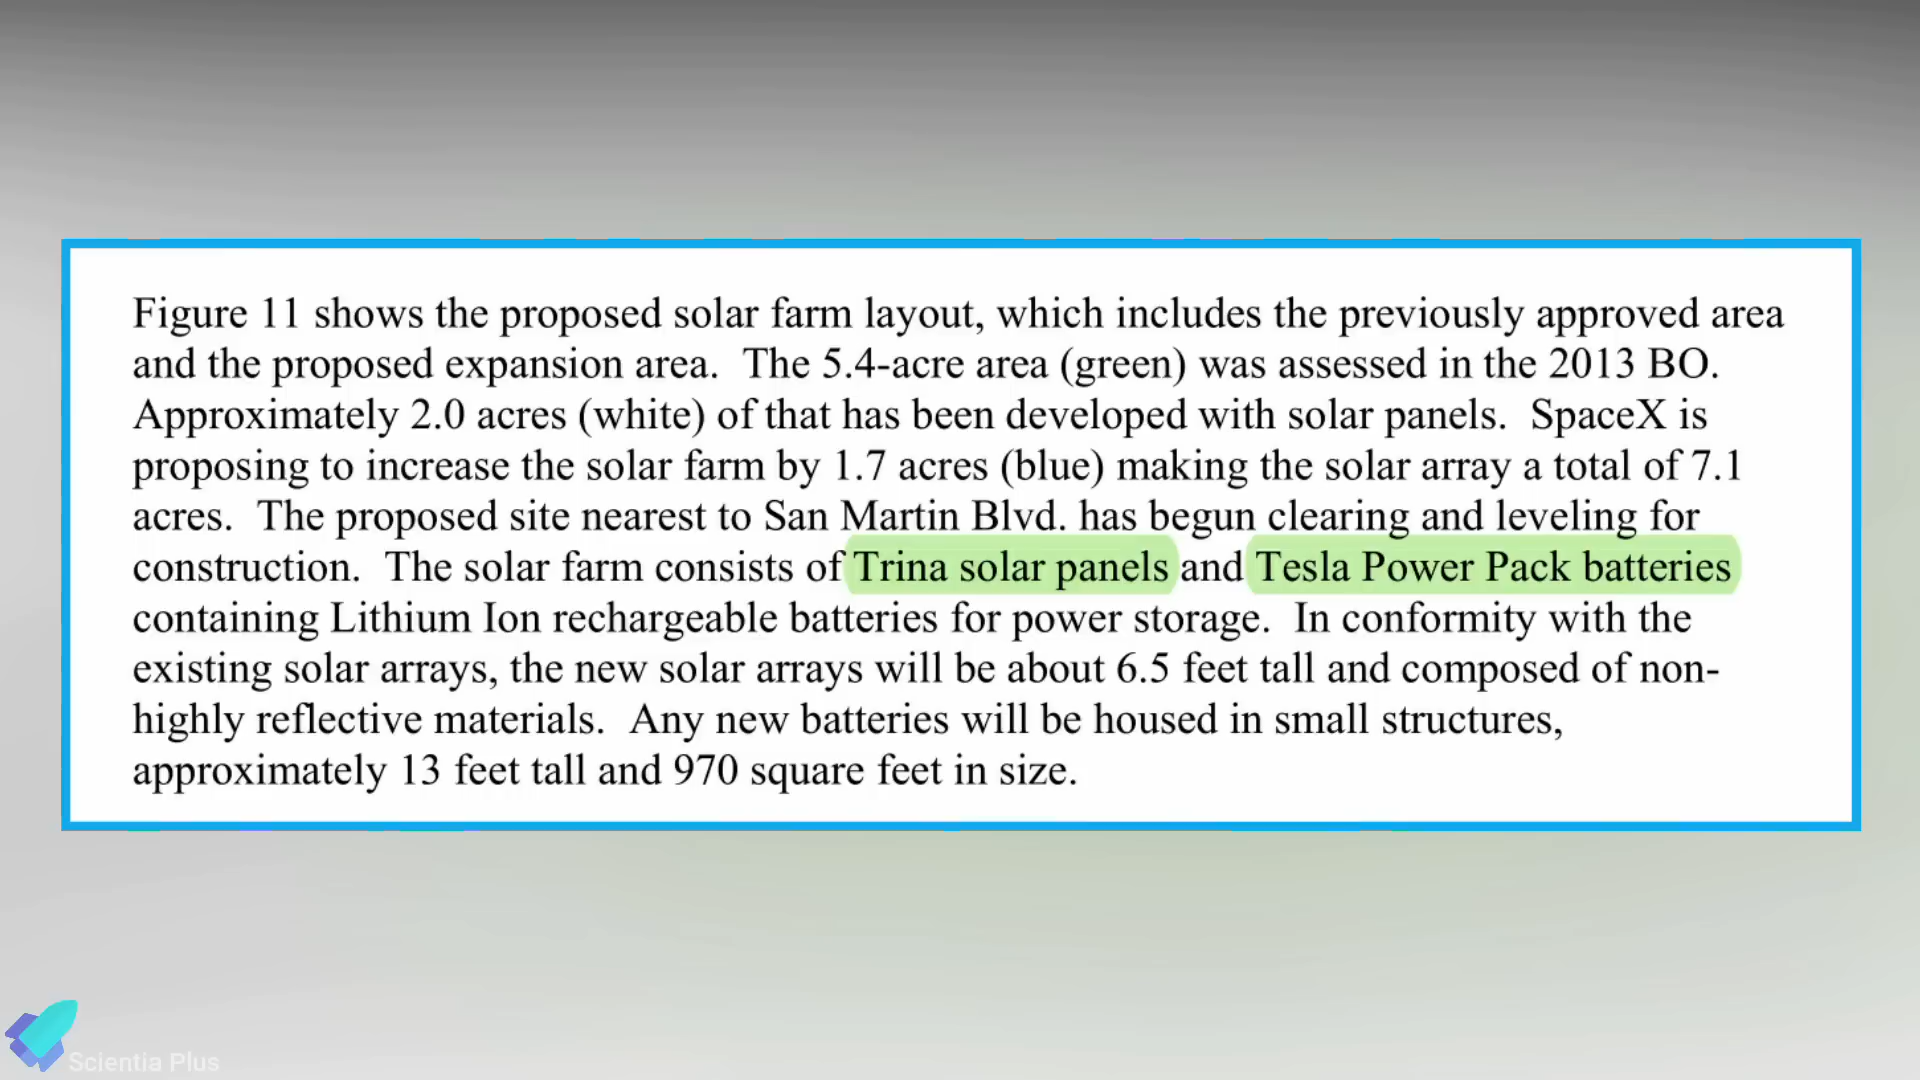 Figure 11 shows the proposed solar farm layout, which includes the previously approved area
and the proposed expansion area.  The 5.4-acre area (green) was assessed in the 2013 BO.
Approximately 2.0 acres (white) of that has been developed with solar panels.  SpaceX is
proposing to increase the solar farm by 1.7 acres (blue) making the solar array a total of 7.1
acres.  The proposed site nearest to San Martin Blvd. has begun clearing and leveling for
construction.  The solar farm consists of Trina solar panels and Tesla Power Pack batteries
containing Lithium Ion rechargeable batteries for power storage.  In conformity with the
existing solar arrays, the new solar arrays will be about 6.5 feet tall and composed of non-
highly reflective materials.  Any new batteries will be housed in small structures,
approximately 13 feet tall and 970 square feet in size.
Scientia Plus